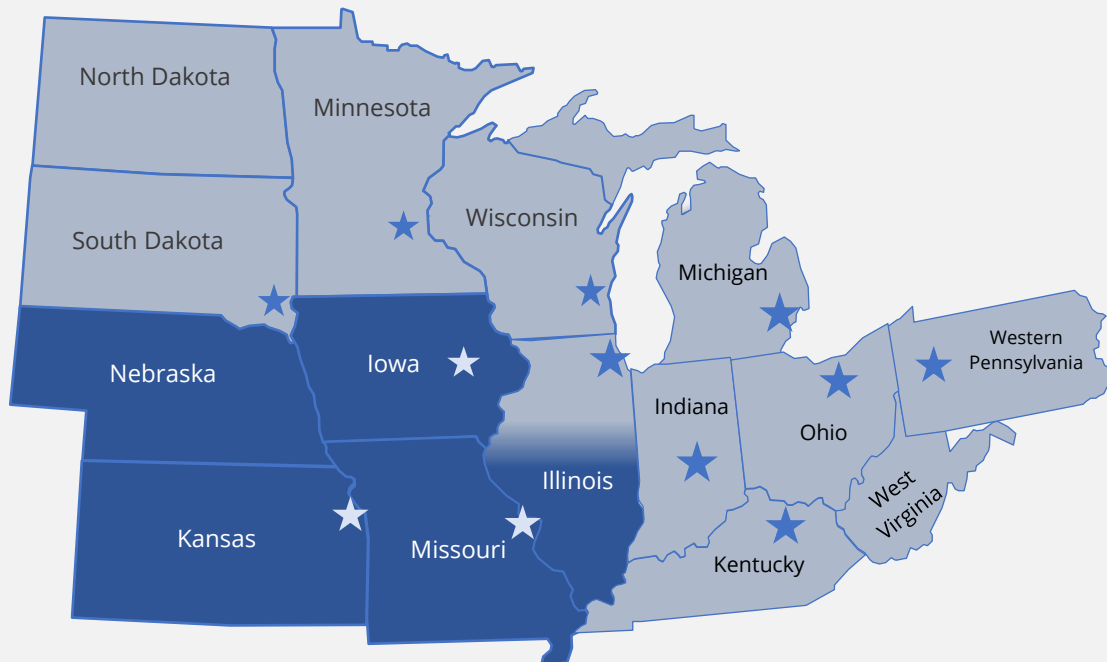 North Dakota
Minnesota
South Dakota
Wisconsin
Michigan
Western
Pennsylvania
Nebraska
Iowa
Indiana
Ohio
Illinois
West
Virginia
Kansas
Missouri
Kentucky